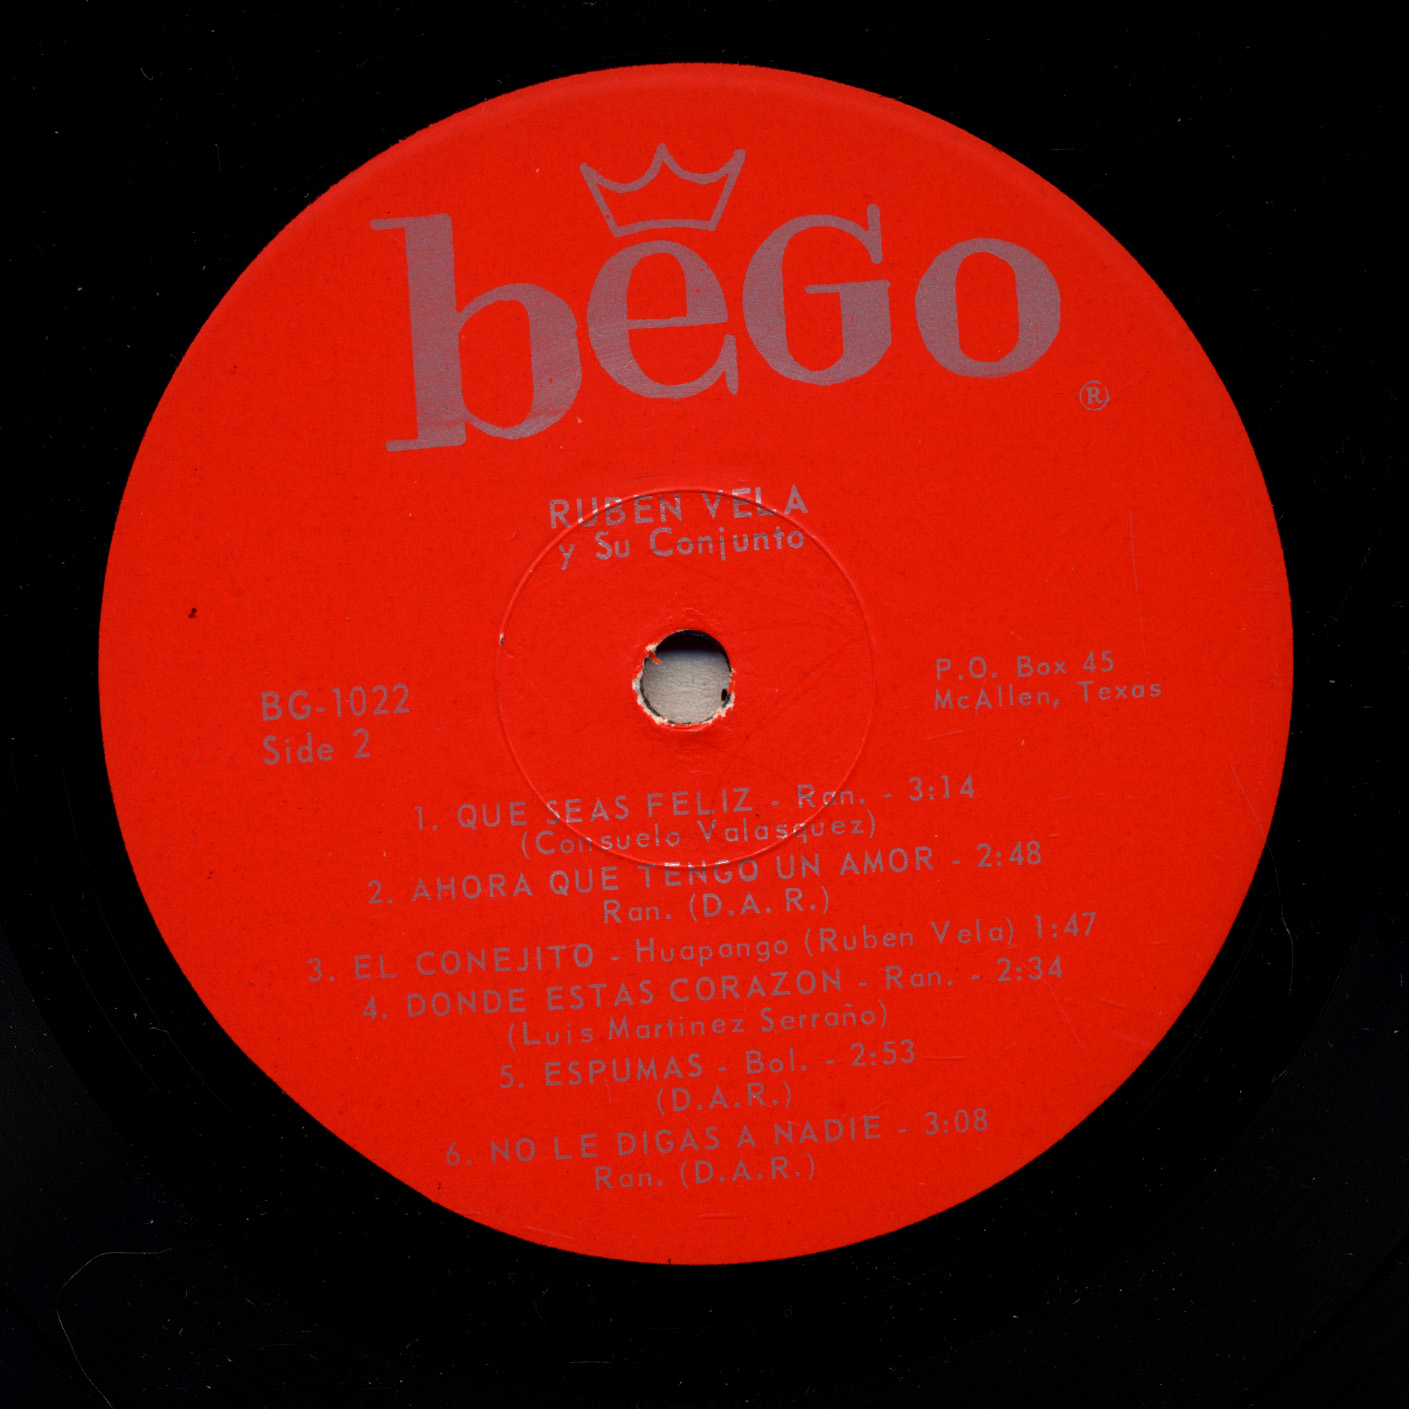 beGo
®
RUBEN VELA
y Su Conjunto
BG-1022
Side 2
P.O. Box 45
McAllen, Texas
1. QUE SEAS FELIZ - Ran. - 3:14
(Consuelo Valasquez)
2. AHORA QUE TENGO UN AMOR - 2:48
Ran. (D.A.R.)
3. EL CONEJITO - Huapango (Ruben Vela) 1:47
4. DONDE ESTAS CORAZON - Ran. - 2:34
(Luis Martinez Serraño)
5. ESPUMAS - Bol. - 2:53
(D.A.R.)
6. NO LE DIGAS A NADIE - 3:08
Ran. (D.A.R.)